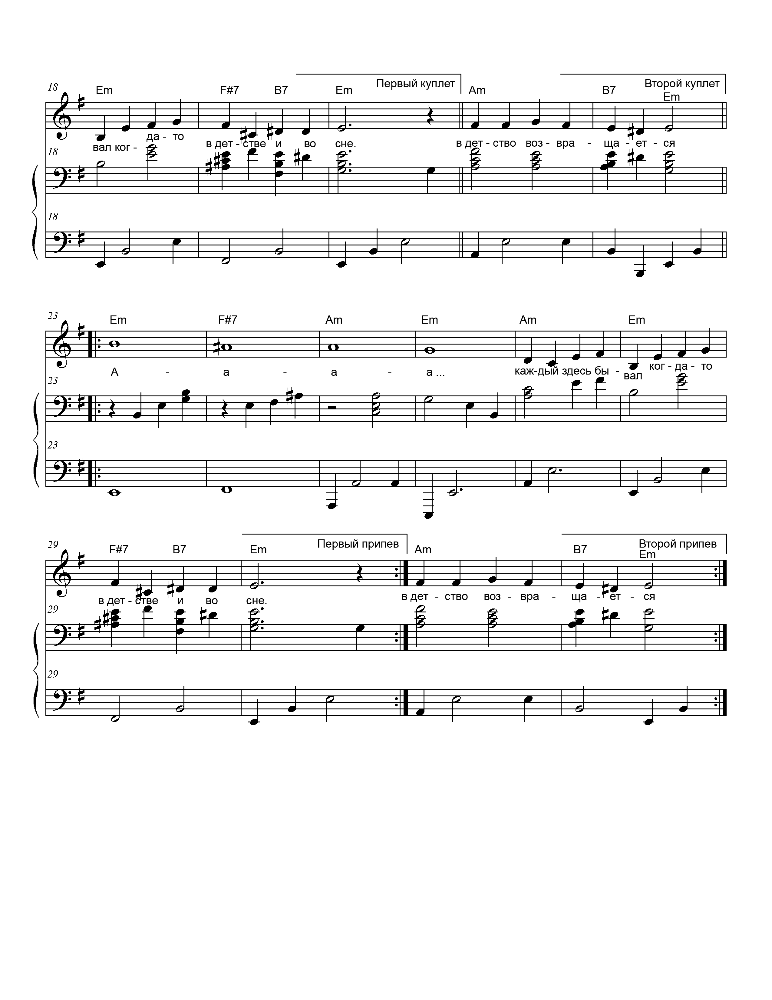 Первый куплет Второй куплет
18 Em F#7 B7 Em Am B7 Em
вал ког - да - то в дет - стве и во сне. в дет - ство воз - вра - ща - ет - ся
18
18
23 Em F#7 Am Em Am Em
А - а - а - а ... каж-дый здесь бы - вал ког - да - то
23
23
Первый припев Второй припев
29 F#7 B7 Em Am B7 Em
в дет - стве и во сне. в дет - ство воз - вра - ща - ет - ся
29
29